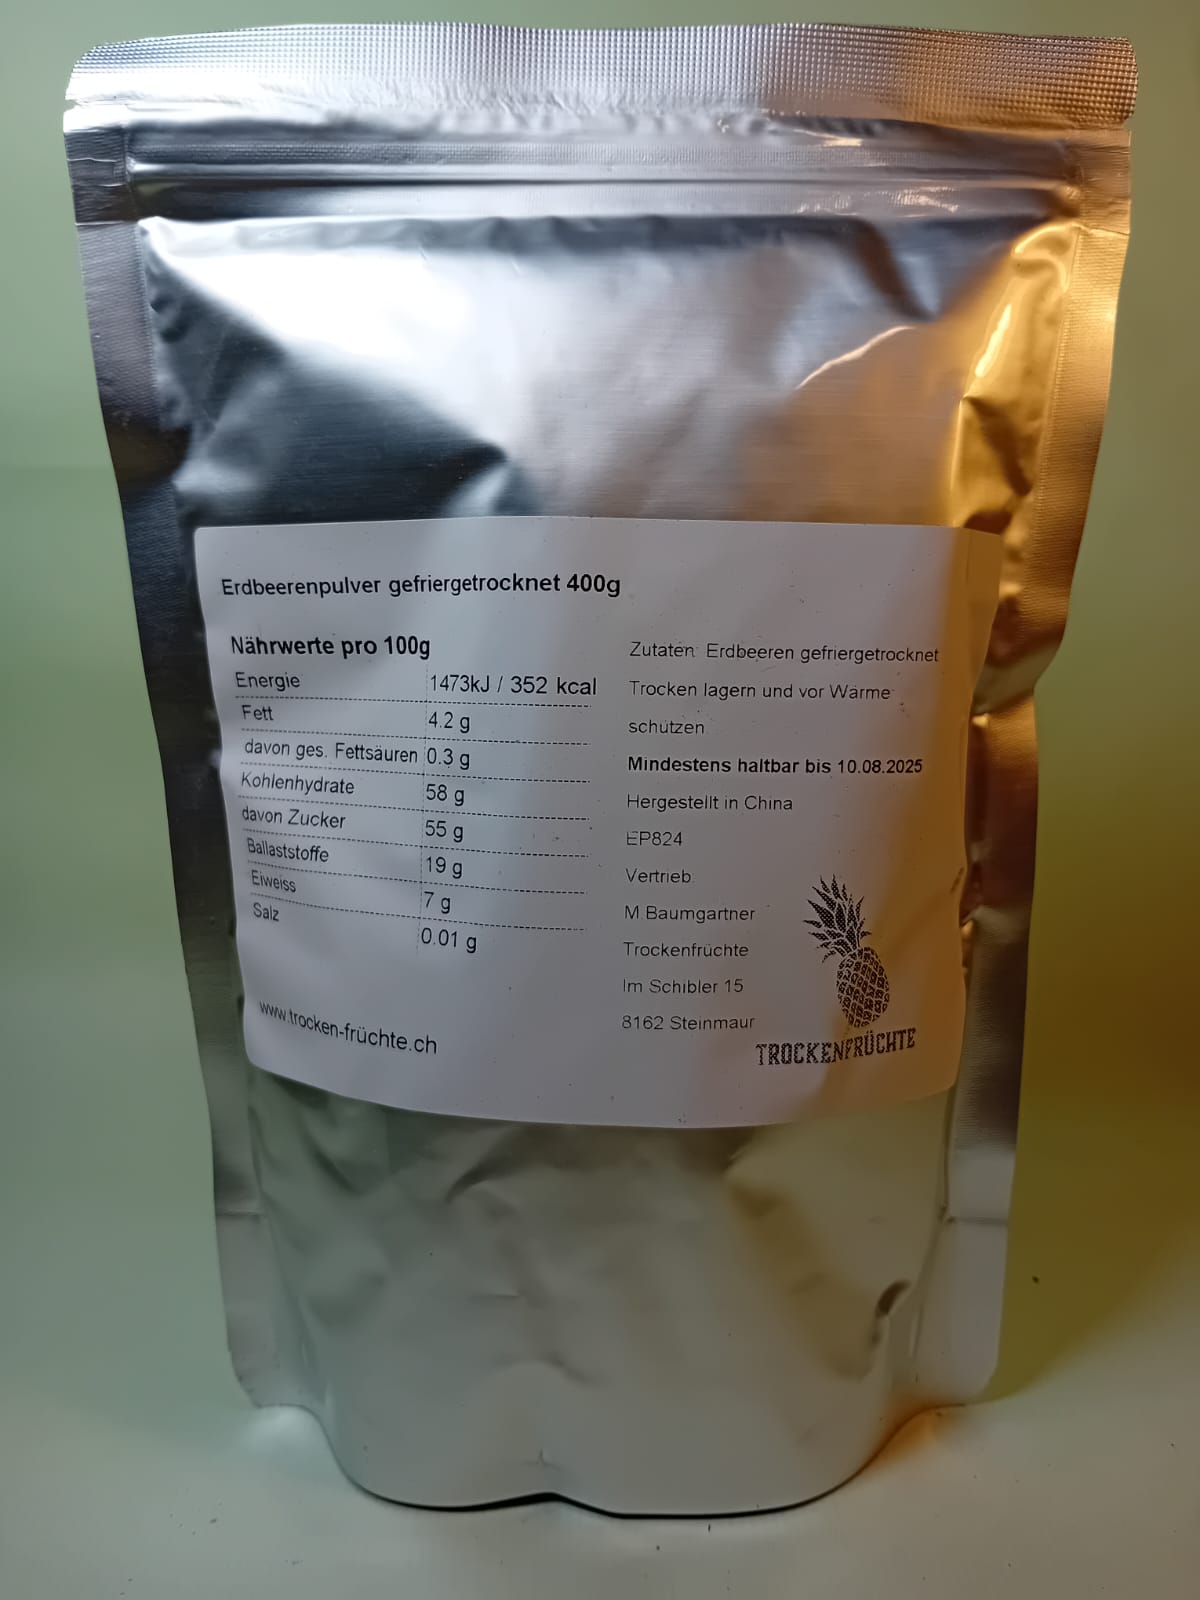 Erdbeerenpulver gefriergetrocknet 400g
Nährwerte pro 100g
Energie 1473kJ / 352 kcal
Fett 4.2 g
davon ges. Fettsäuren 0.3 g
Kohlenhydrate 58 g
davon Zucker 55 g
Ballaststoffe 19 g
Eiweiss 7 g
Salz 0.01 g
www.trocken-früchte.ch
Zutaten: Erdbeeren gefriergetrocknet
Trocken lagern und vor Wärme
schützen
Mindestens haltbar bis 10.08.2025
Hergestellt in China
EP824
Vertrieb
M.Baumgartner
Trockenfrüchte
Im Schibler 15
8162 Steinmaur
TROCKENFRÜCHTE